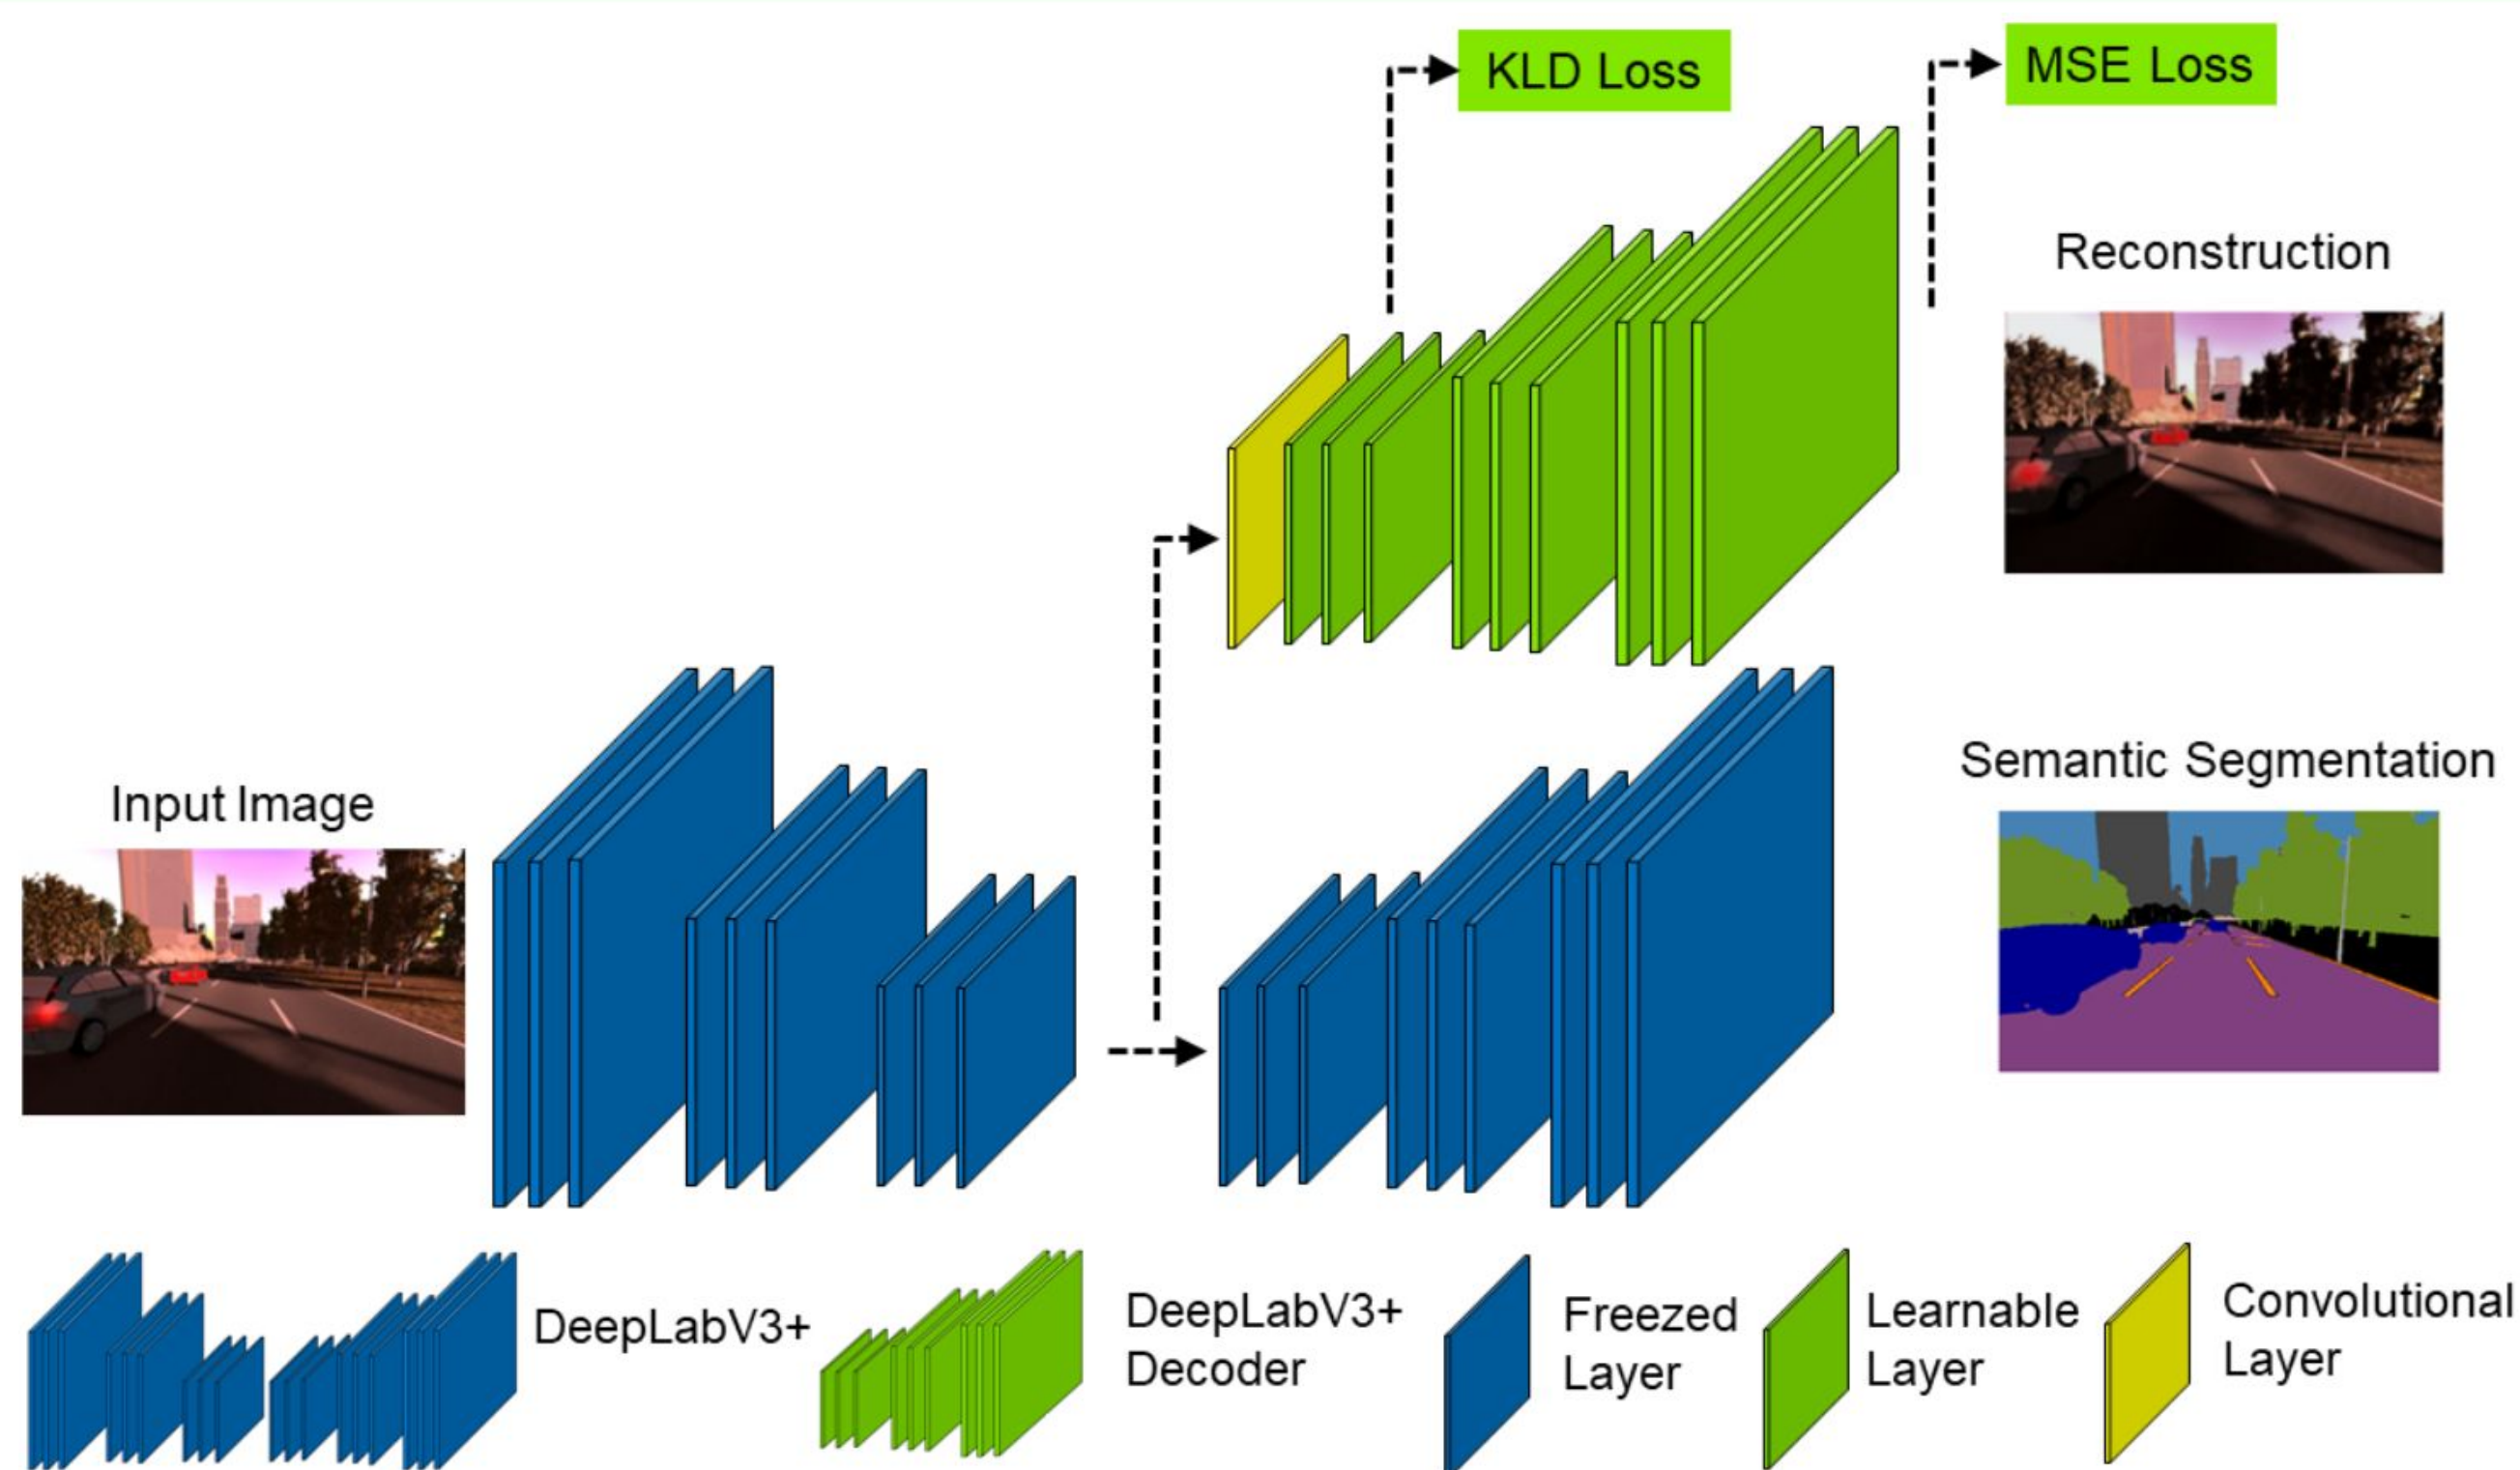 KLD Loss
MSE Loss
Reconstruction
Semantic Segmentation
Input Image
DeepLabV3+
DeepLabV3+
Decoder
Freezed
Layer
Learnable
Layer
Convolutional
Layer